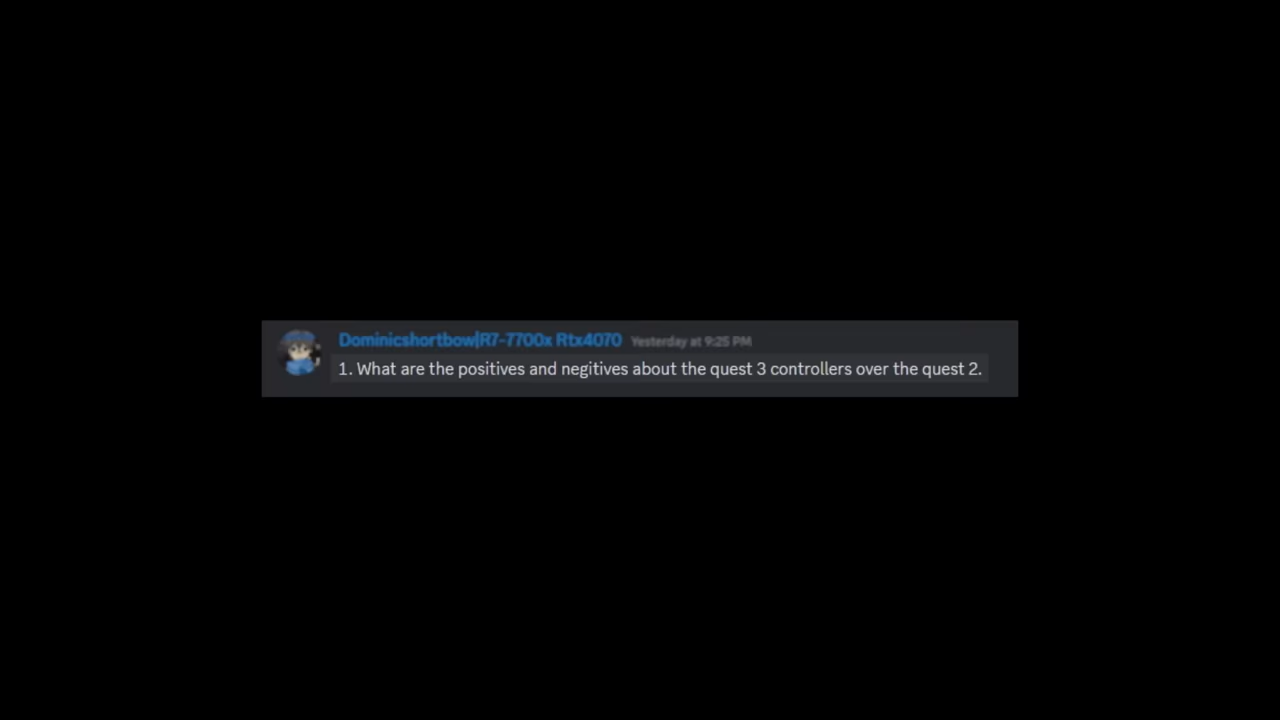 Dominicshortbow|R7-7700x Rtx4070 Yesterday at 9:25 PM
1. What are the positives and negitives about the quest 3 controllers over the quest 2.